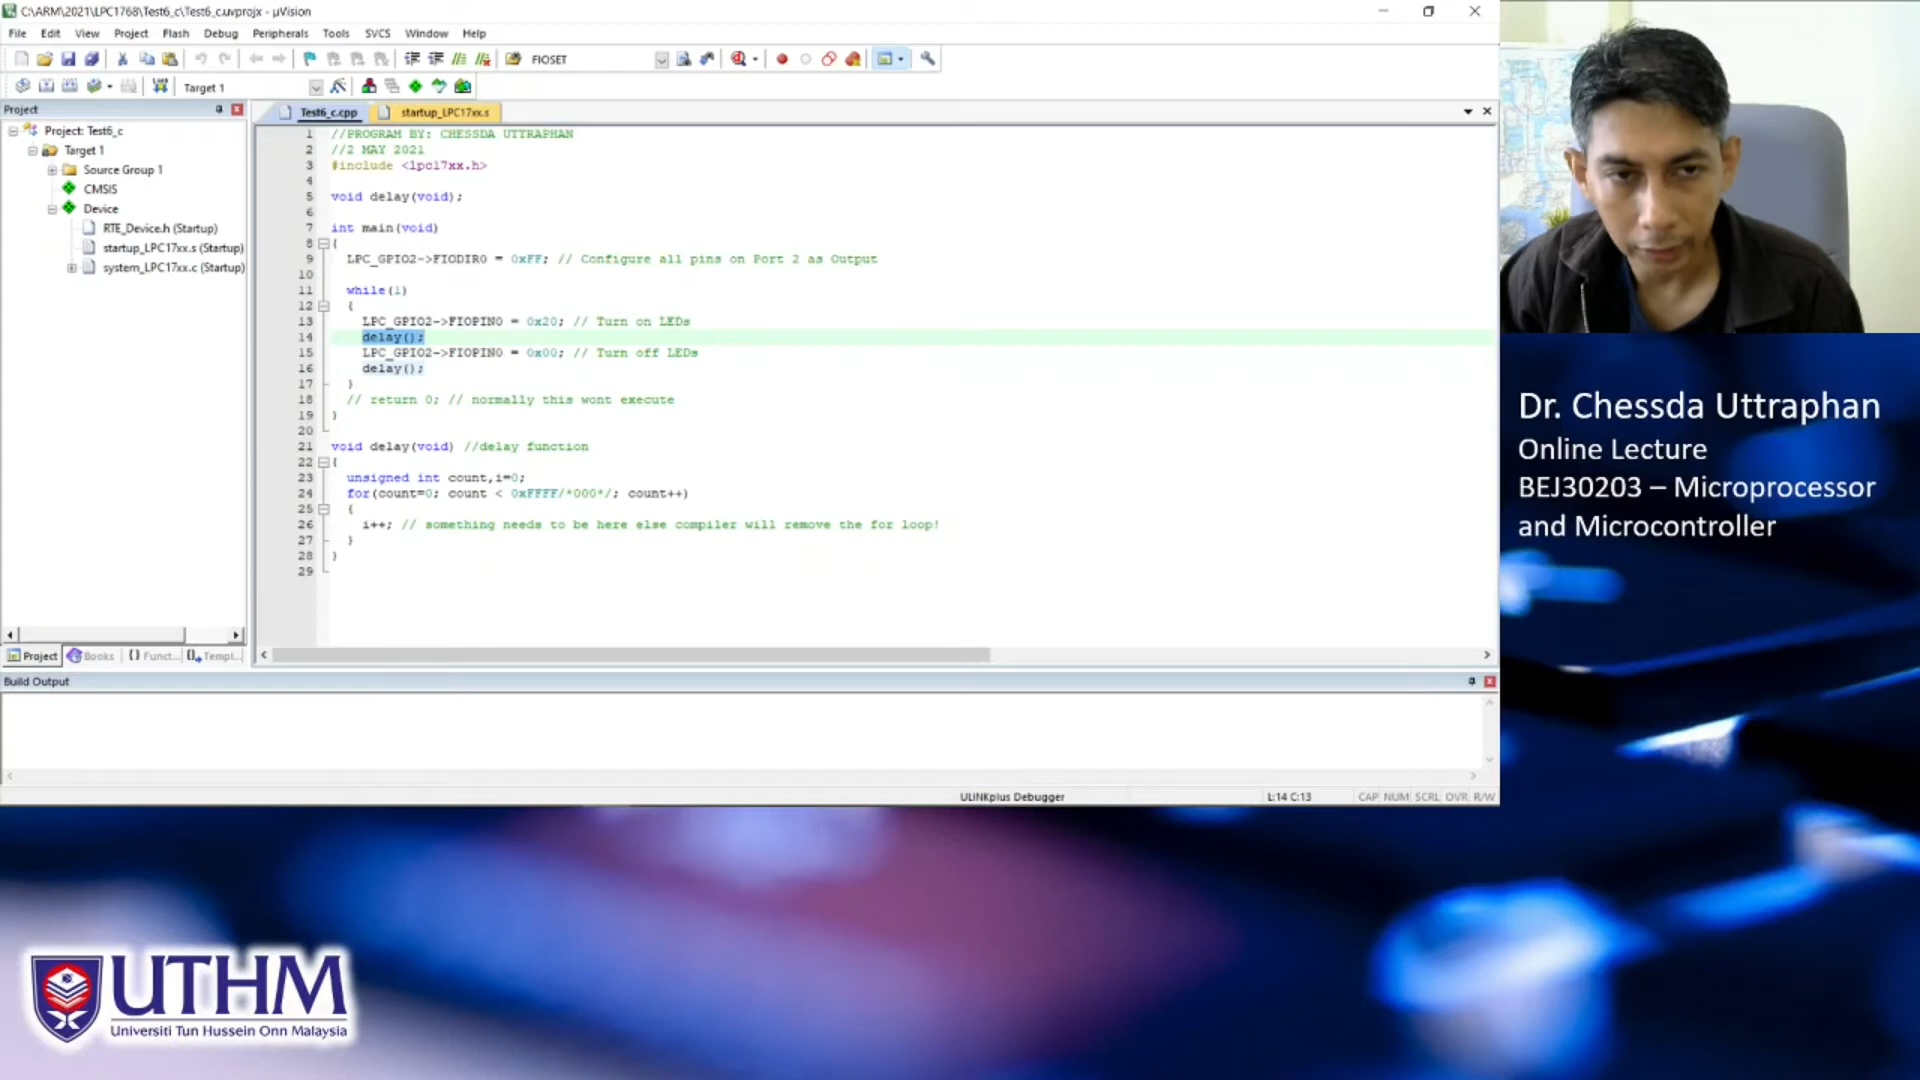 C:\ARM\2021\LPC1768\Test6_c\Test6_c.uvprojx - µVision
File Edit View Project Flash Debug Peripherals Tools SVCS Window Help
FIOSET
Target 1
Project
Project: Test6_c
Target 1
Source Group 1
CMSIS
Device
RTE_Device.h (Startup)
startup_LPC17xx.s (Startup)
system_LPC17xx.c (Startup)
Project Books {} Funct... Templ...
Test6_c.cpp startup_LPC17xx.s
1 //PROGRAM BY: CHESSDA UTTRAPHAN
2 //2 MAY 2021
3 #include <lpc17xx.h>
4
5 void delay(void);
6
7 int main(void)
8 {
9 LPC_GPIO2->FIODIR0 = 0xFF; // Configure all pins on Port 2 as Output
10
11 while(1)
12 {
13 LPC_GPIO2->FIOPIN0 = 0x20; // Turn on LEDs
14 delay();
15 LPC_GPIO2->FIOPIN0 = 0x00; // Turn off LEDs
16 delay();
17 }
18 // return 0; // normally this wont execute
19 }
20
21 void delay(void) //delay function
22 {
23 unsigned int count,i=0;
24 for(count=0; count < 0xFFFF/*000*/; count++)
25 {
26 i++; // something needs to be here else compiler will remove the for loop!
27 }
28 }
29
Build Output
ULINKplus Debugger L:14 C:13 CAP NUM SCRL OVR R/W
Dr. Chessda Uttraphan
Online Lecture
BEJ30203 – Microprocessor
and Microcontroller
UTHM
Universiti Tun Hussein Onn Malaysia